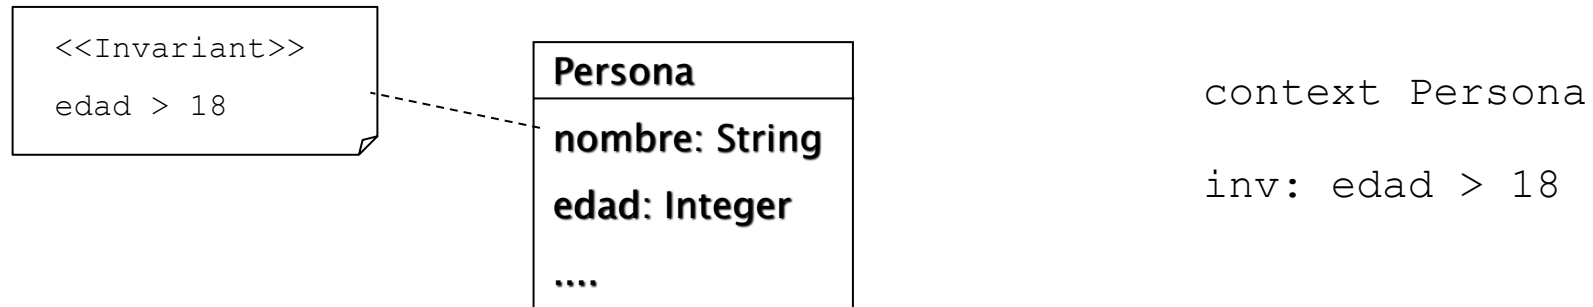 <<Invariant>>
edad > 18
Persona
nombre: String
edad: Integer
....
context Persona
inv: edad > 18